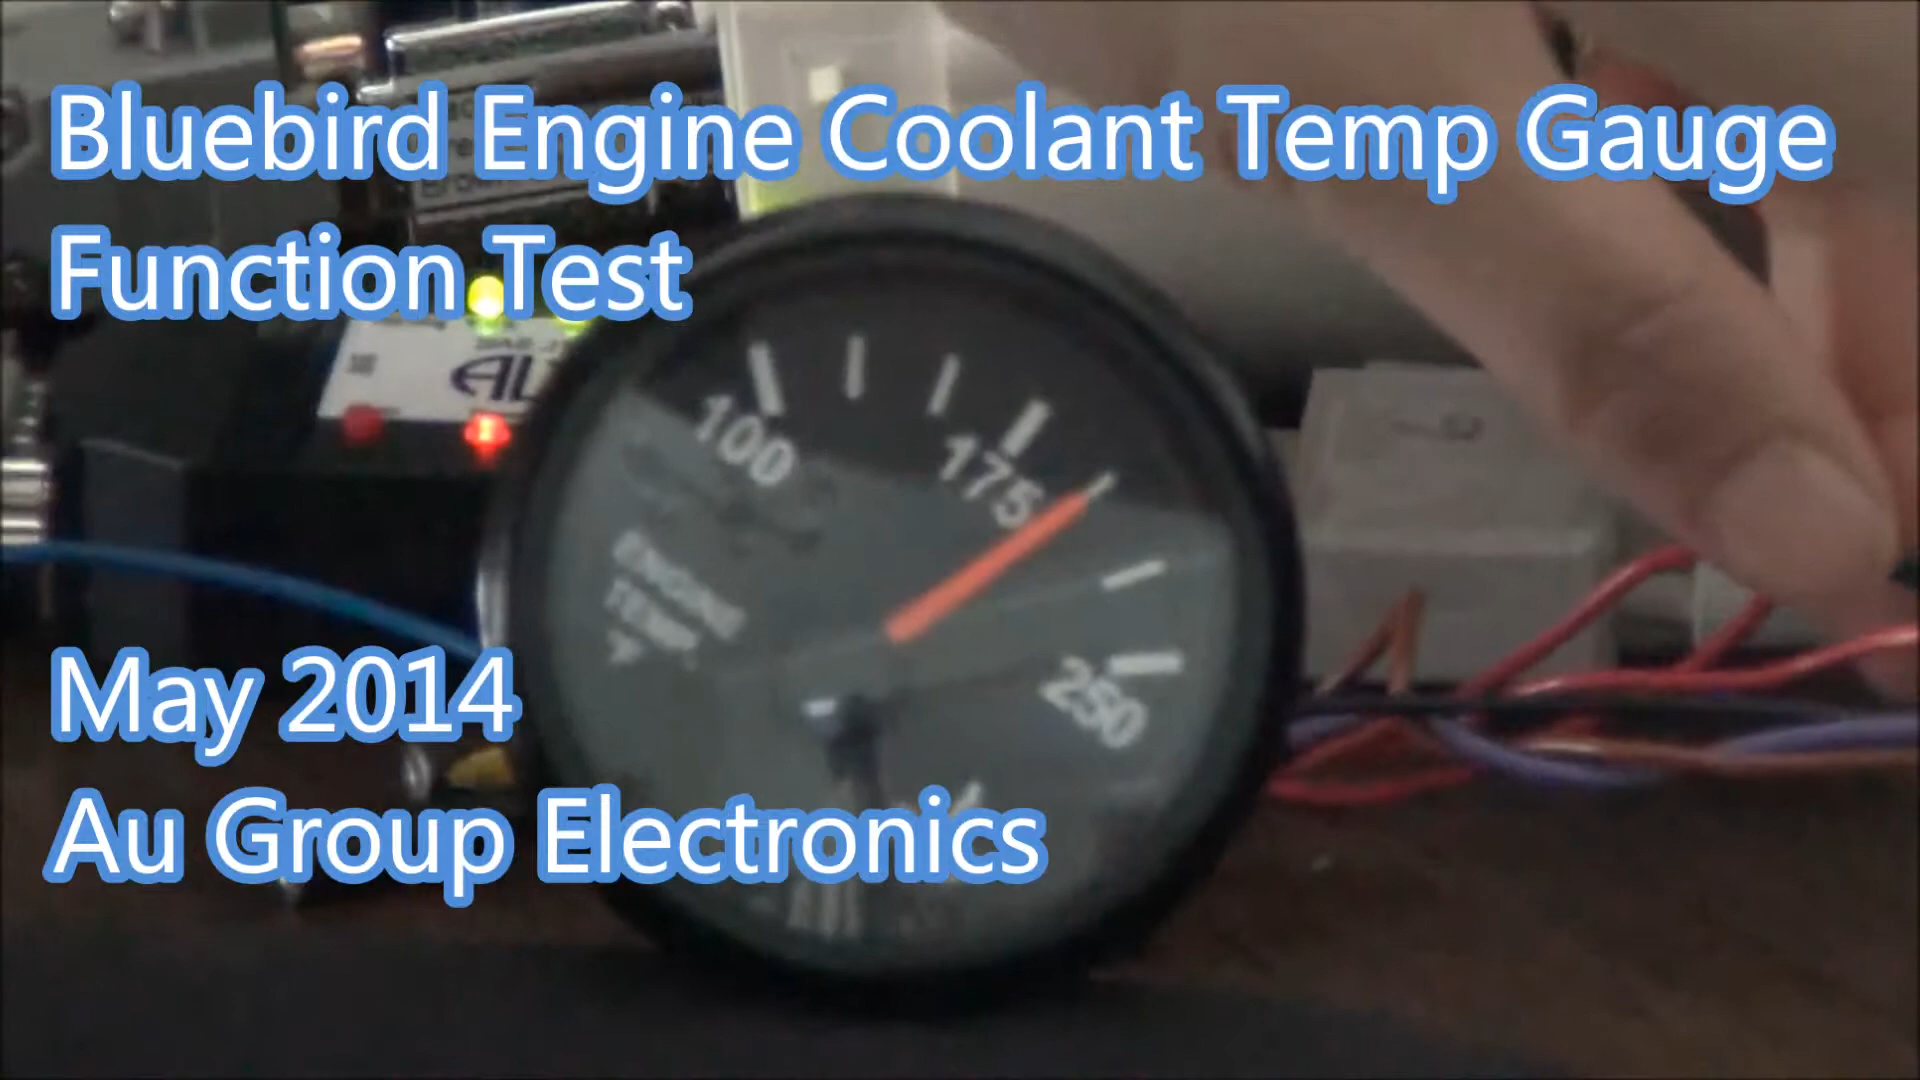 Bluebird Engine Coolant Temp Gauge
Function Test
100
175
ENGINE
TEMP.
°F
250
May 2014
Au Group Electronics